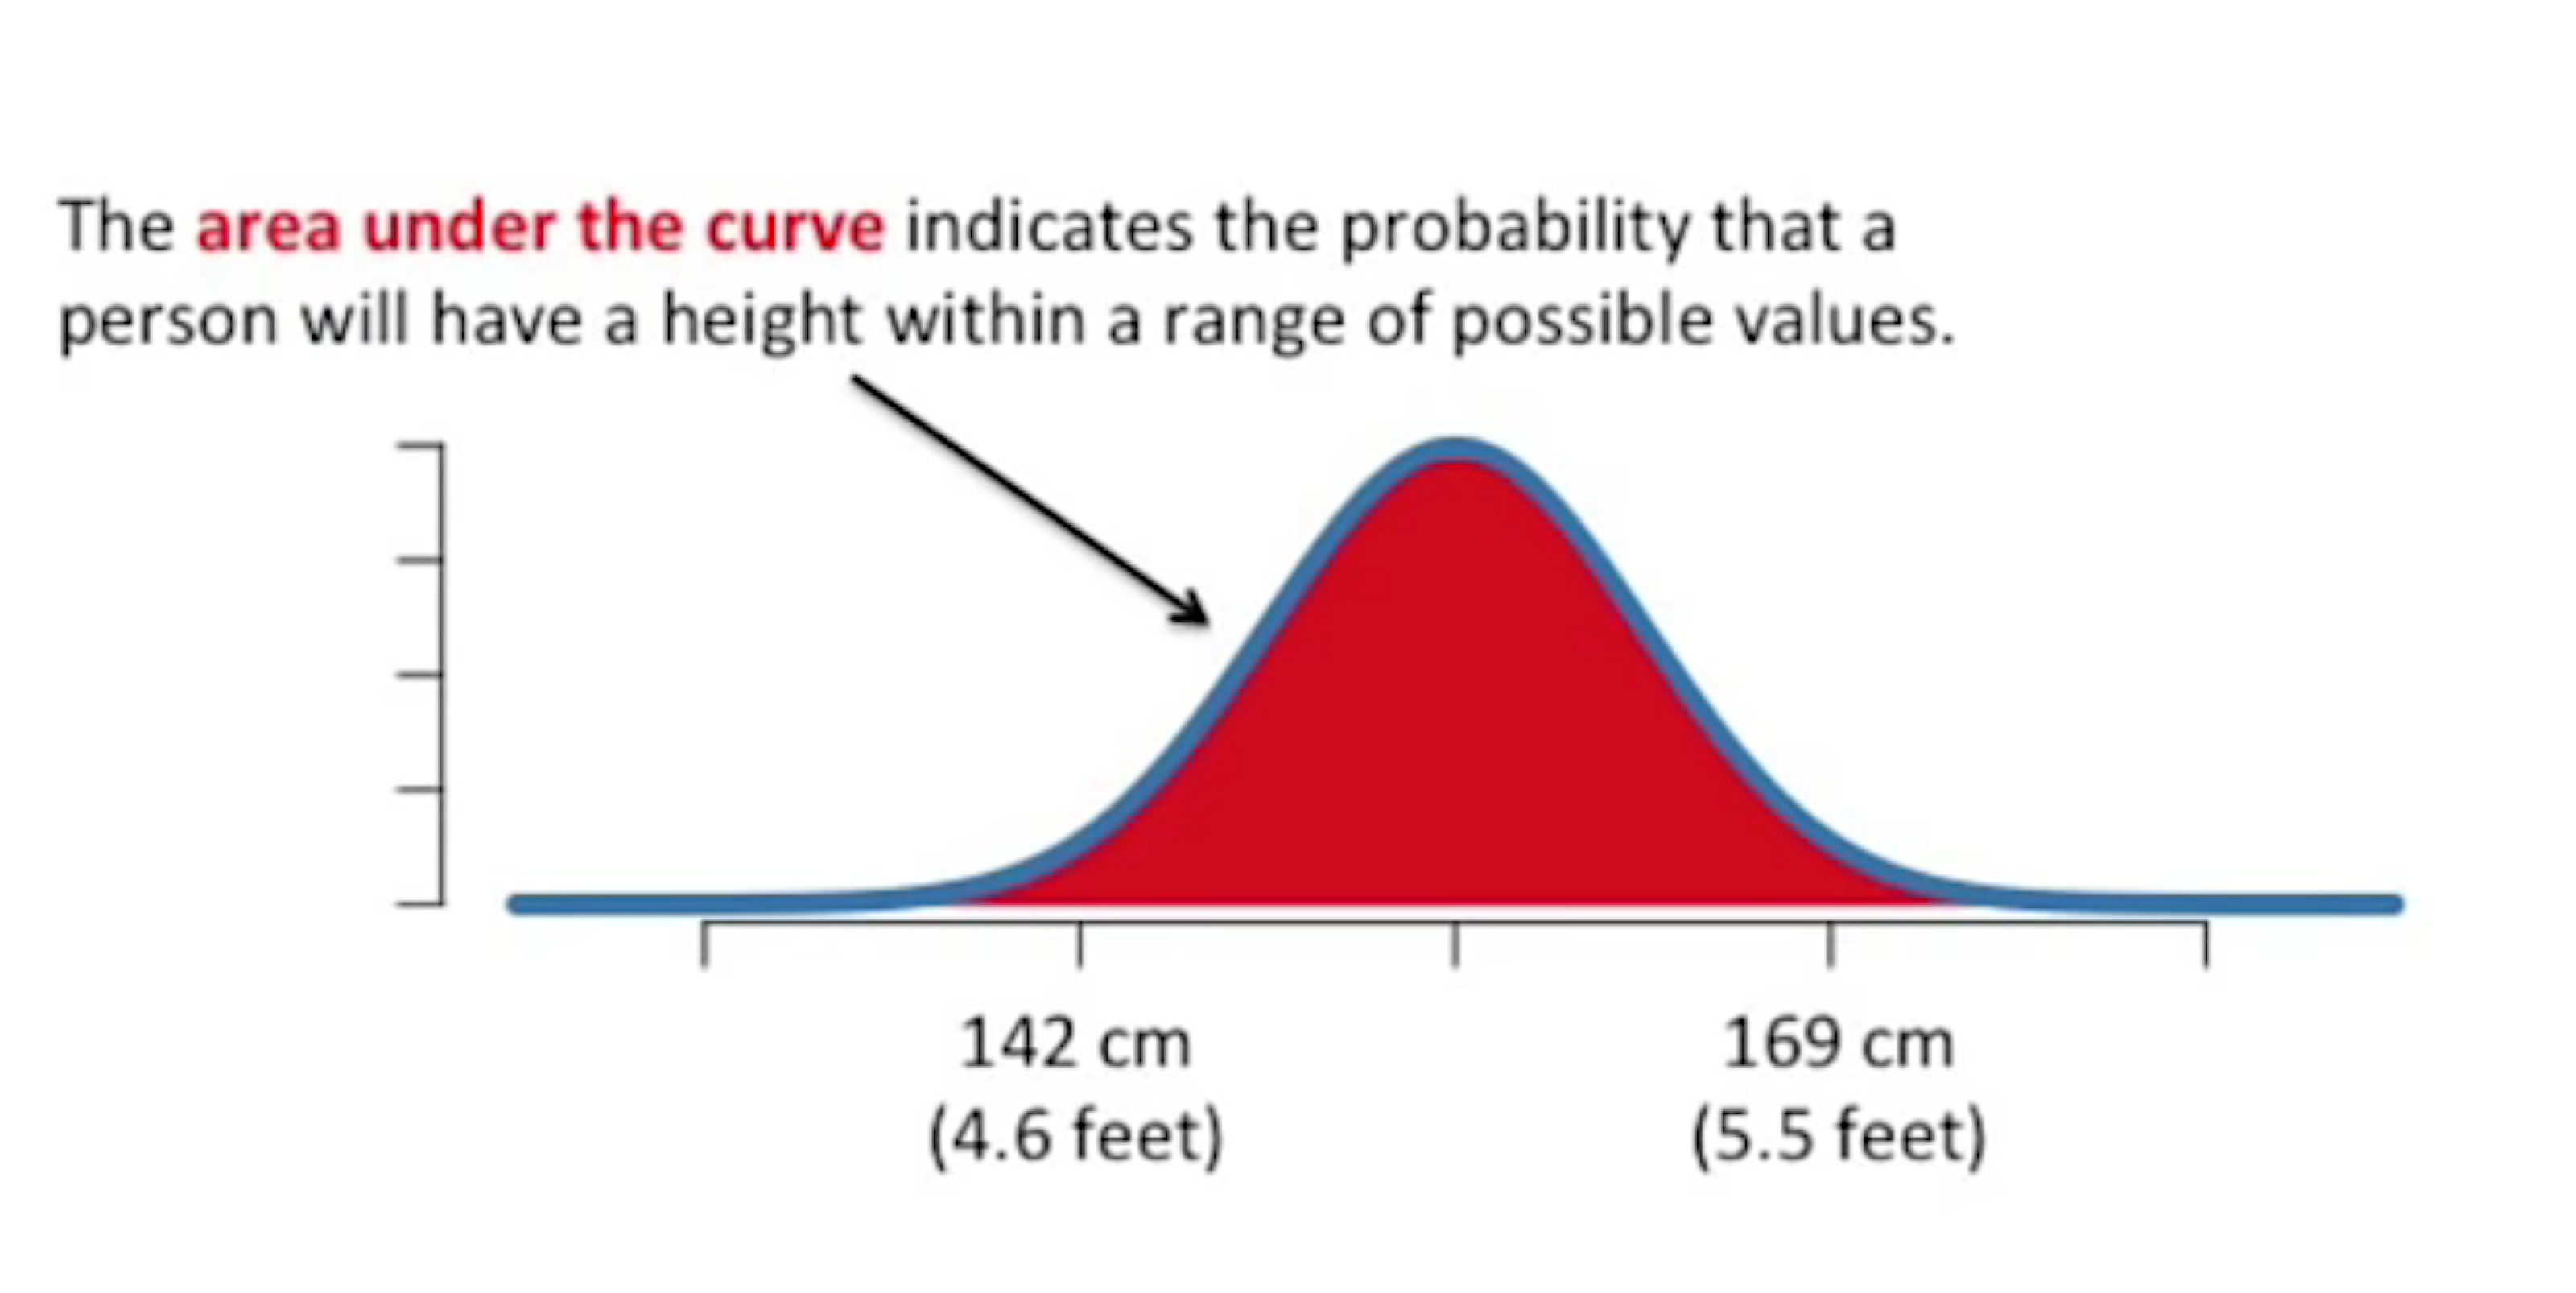 The area under the curve indicates the probability that a
person will have a height within a range of possible values.
142 cm
(4.6 feet)
169 cm
(5.5 feet)